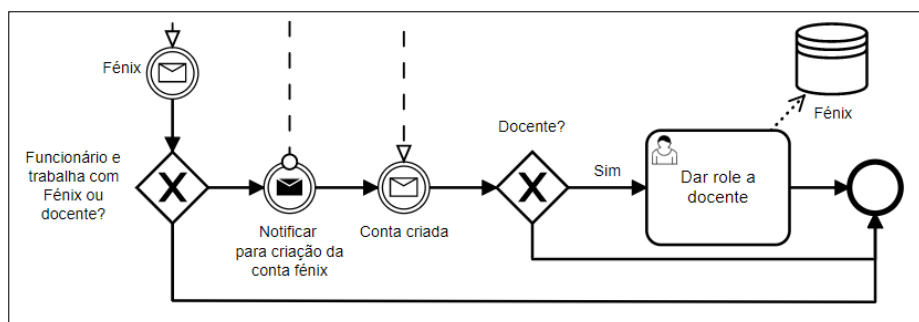 Fénix
Funcionário e
trabalha com
Fénix ou
docente?
Notificar
para criação da
conta fénix
Conta criada
Docente?
Sim
Dar role a
docente
Fénix